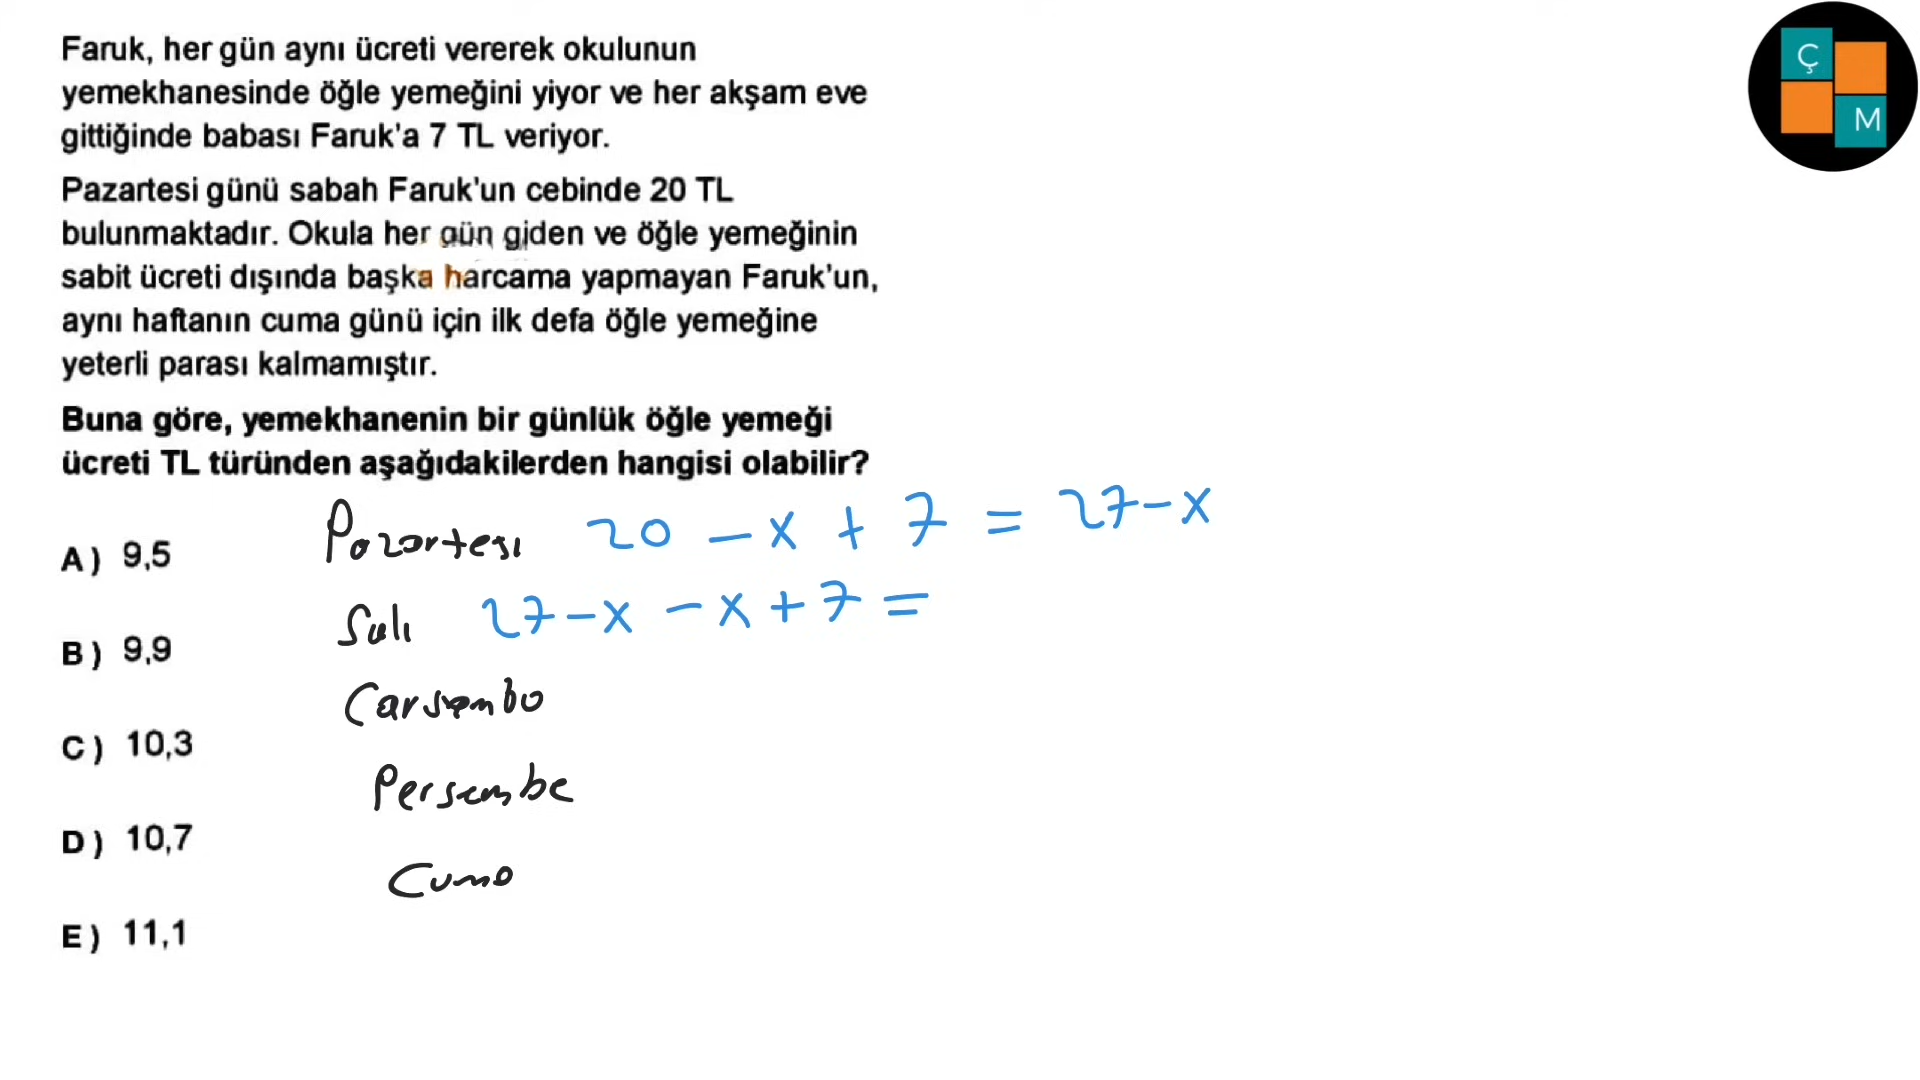 Faruk, her gün aynı ücreti vererek okulunun
yemekhanesinde öğle yemeğini yiyor ve her akşam eve
gittiğinde babası Faruk'a 7 TL veriyor.
Pazartesi günü sabah Faruk'un cebinde 20 TL
bulunmaktadır. Okula her gün giden ve öğle yemeğinin
sabit ücreti dışında başka harcama yapmayan Faruk'un,
aynı haftanın cuma günü için ilk defa öğle yemeğine
yeterli parası kalmamıştır.
Buna göre, yemekhanenin bir günlük öğle yemeği
ücreti TL türünden aşağıdakilerden hangisi olabilir?
A) 9,5
B) 9,9
C) 10,3
D) 10,7
E) 11,1
Pazartesi 20 - x + 7 = 27 - x
Salı 27 - x - x + 7 =
Carsamba
Persembe
Cuma
Ç
M